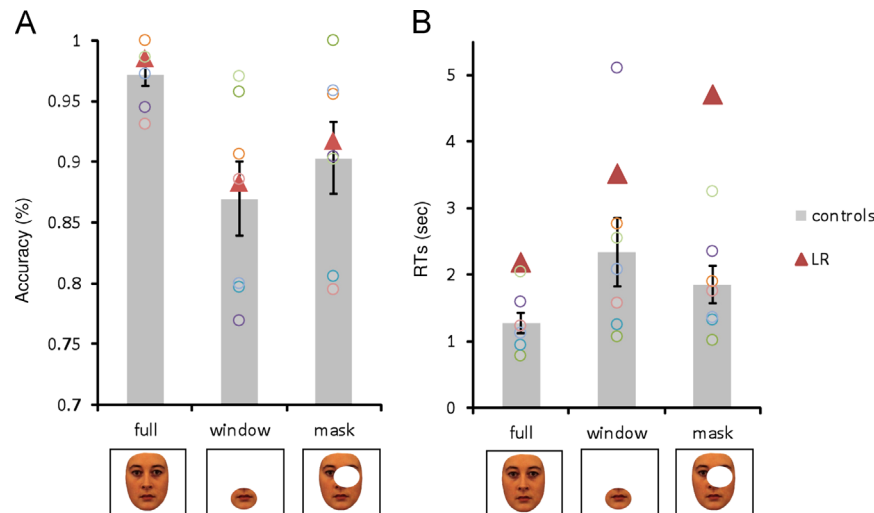 A
1
0.95
0.9
0.85
0.8
0.75
0.7
Accuracy (%)
full
window
mask
B
5
4
3
2
1
0
RTs (sec)
full
window
mask
controls
LR